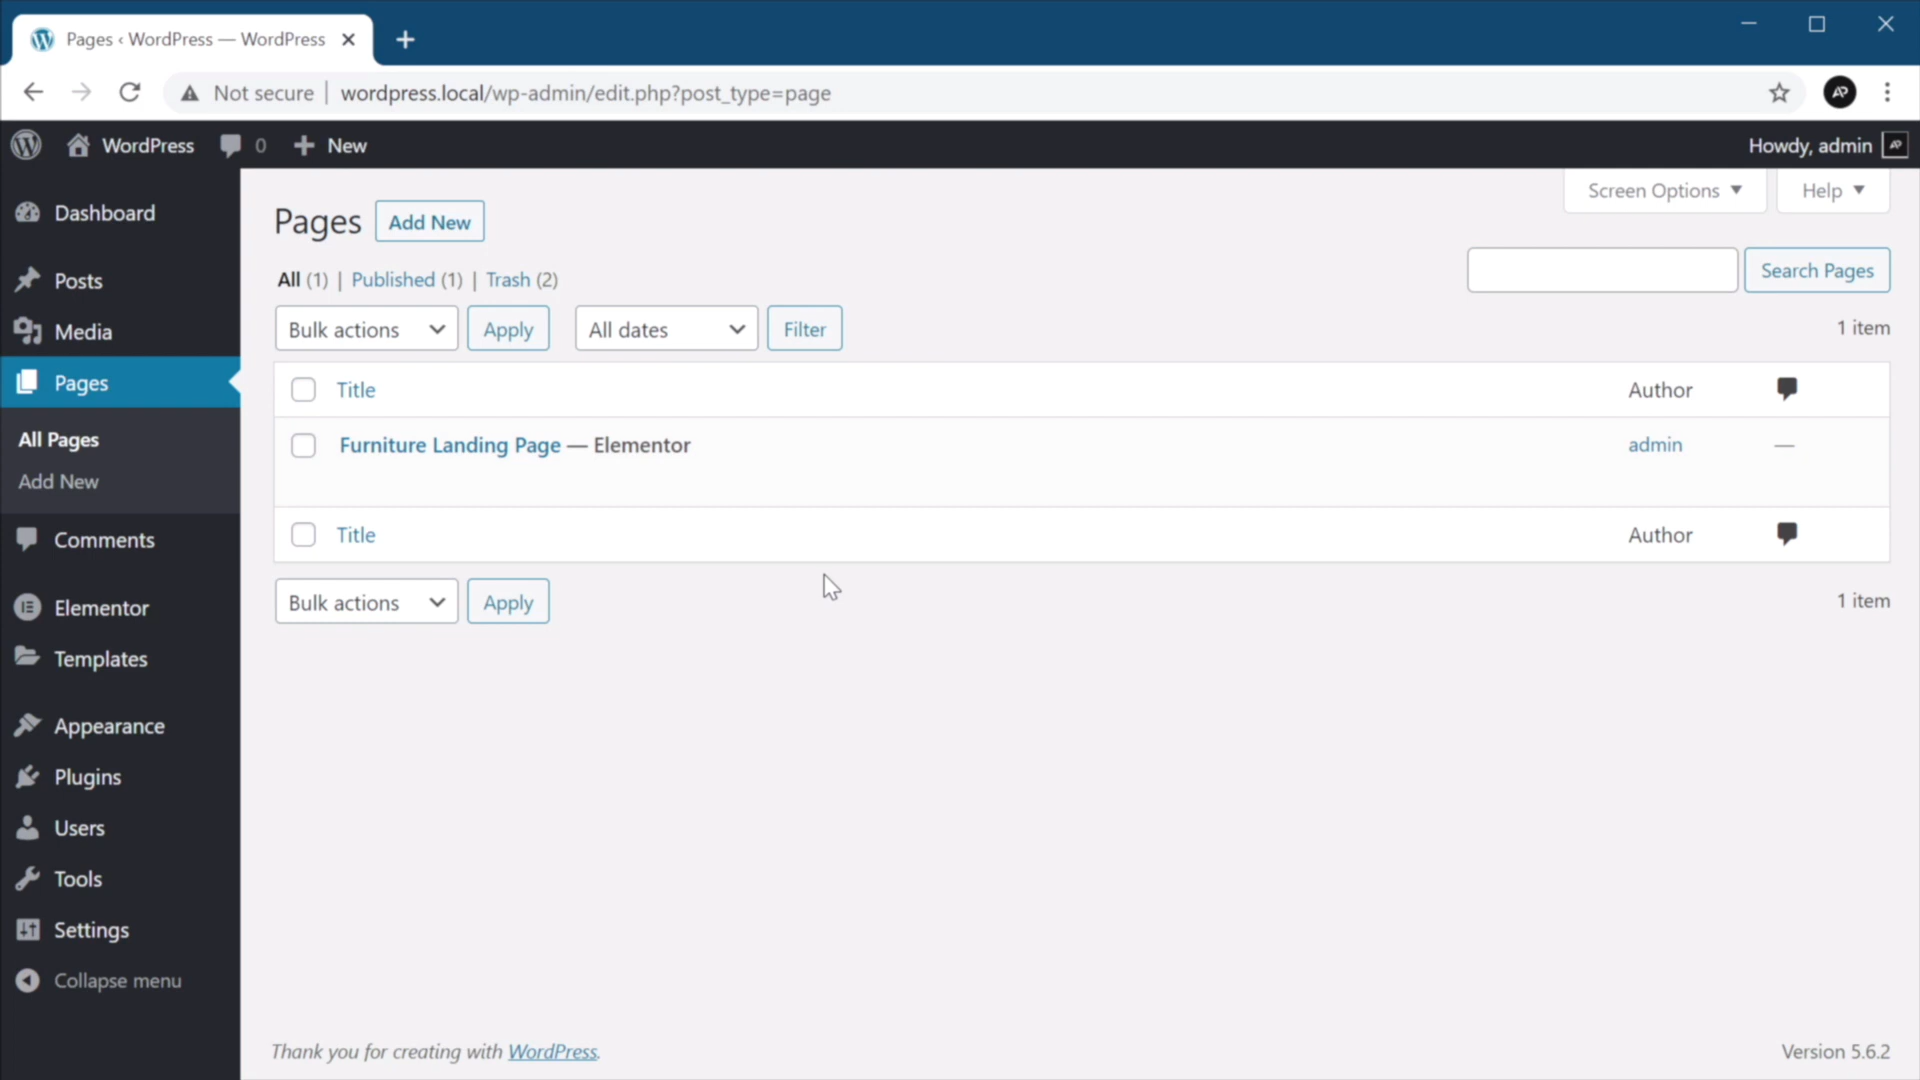 Pages ‹ WordPress — WordPress
Not secure | wordpress.local/wp-admin/edit.php?post_type=page
WordPress 0 New Howdy, admin
Screen Options Help
Dashboard
Posts
Media
Pages
All Pages
Add New
Comments
Elementor
Templates
Appearance
Plugins
Users
Tools
Settings
Collapse menu
Pages Add New
All (1) | Published (1) | Trash (2)
Search Pages
Bulk actions Apply All dates Filter 1 item
Title Author
Furniture Landing Page — Elementor admin —
Title Author
Bulk actions Apply 1 item
Thank you for creating with WordPress. Version 5.6.2